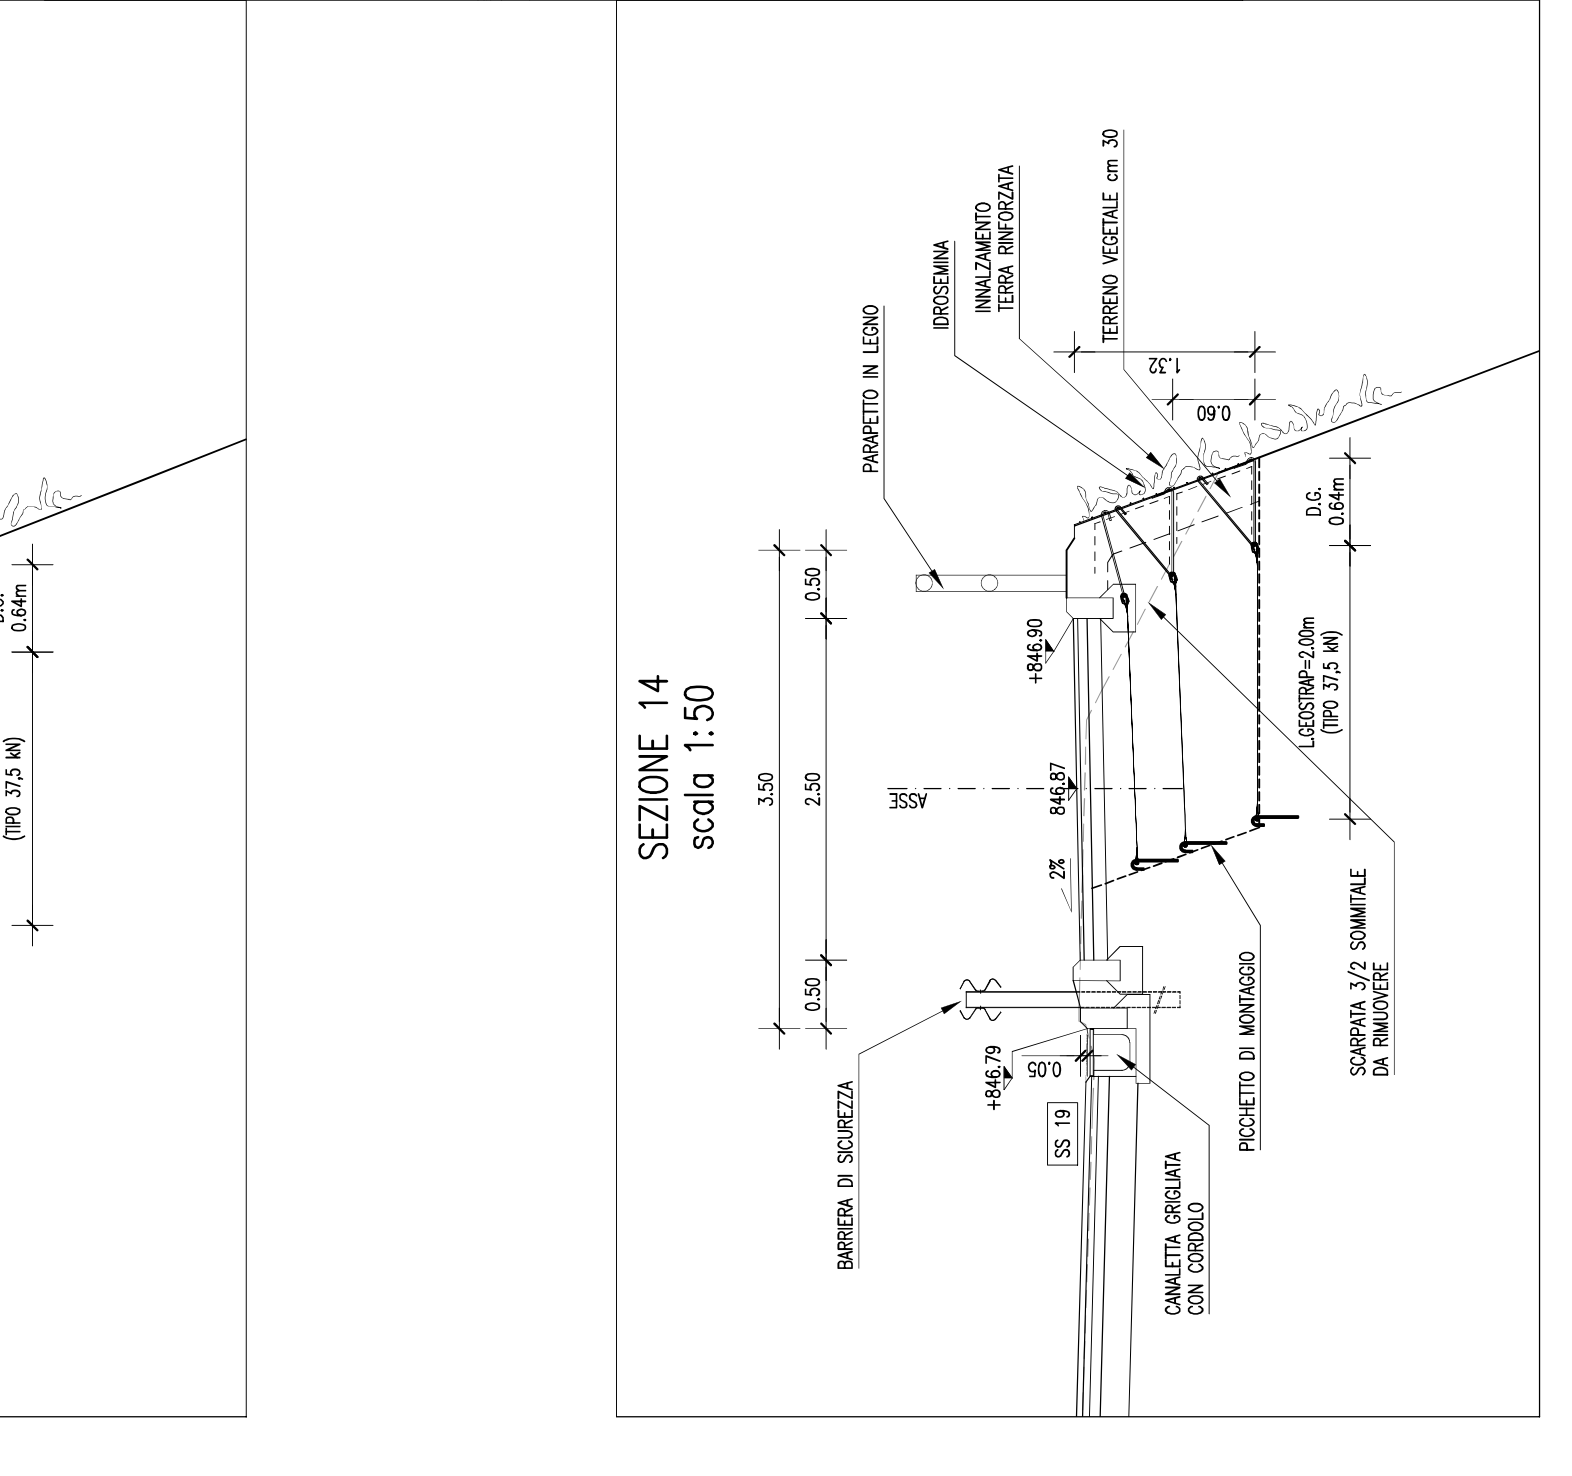 0.64m
(TIPO 37,5 kN)
SEZIONE 14
scala 1:50
3.50
0.50
2.50
0.50
BARRIERA DI SICUREZZA
PARAPETTO IN LEGNO
ASSE
IDROSEMINA
INNALZAMENTO
TERRA RINFORZATA
+846.79
0.05
+846.90
846.87
2%
SS 19
TERRENO VEGETALE cm 30
1.32
0.60
CANALETTA GRIGLIATA
CON CORDOLO
PICCHETTO DI MONTAGGIO
L.GEOSTRAP=2.00m
(TIPO 37,5 kN)
D.G.
0.64m
SCARPATA 3/2 SOMMITALE
DA RIMUOVERE